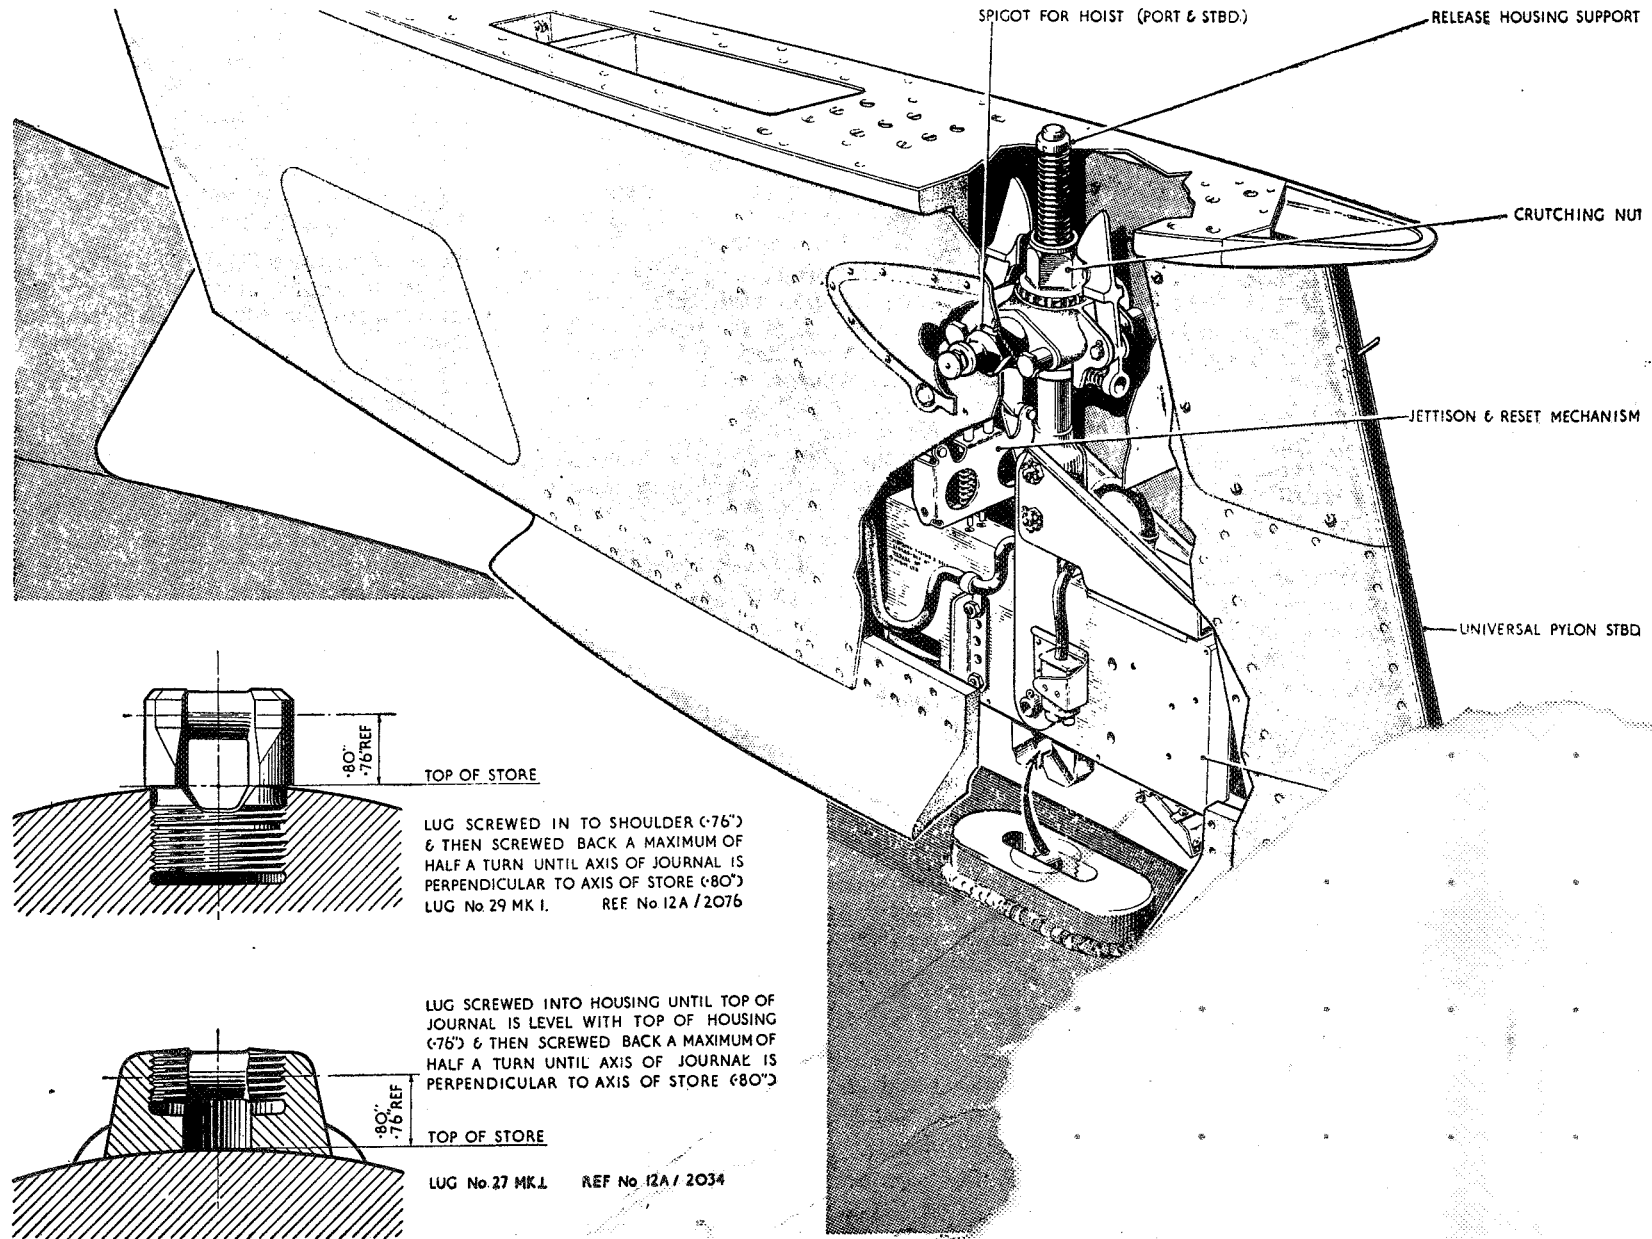 SPIGOT FOR HOIST (PORT & STBD.)
RELEASE HOUSING SUPPORT
CRUTCHING NUT
JETTISON & RESET MECHANISM
UNIVERSAL PYLON STBD
·80"
·76" REF
TOP OF STORE
LUG SCREWED IN TO SHOULDER (·76")
& THEN SCREWED BACK A MAXIMUM OF
HALF A TURN UNTIL AXIS OF JOURNAL IS
PERPENDICULAR TO AXIS OF STORE (·80")
LUG No. 29 MK I. REF. No 12A / 2076
LUG SCREWED INTO HOUSING UNTIL TOP OF
JOURNAL IS LEVEL WITH TOP OF HOUSING
(·76") & THEN SCREWED BACK A MAXIMUM OF
HALF A TURN UNTIL AXIS OF JOURNAL IS
PERPENDICULAR TO AXIS OF STORE (·80")
·80"
·76" REF
TOP OF STORE
LUG No. 27 MK.I. REF No 12A / 2034